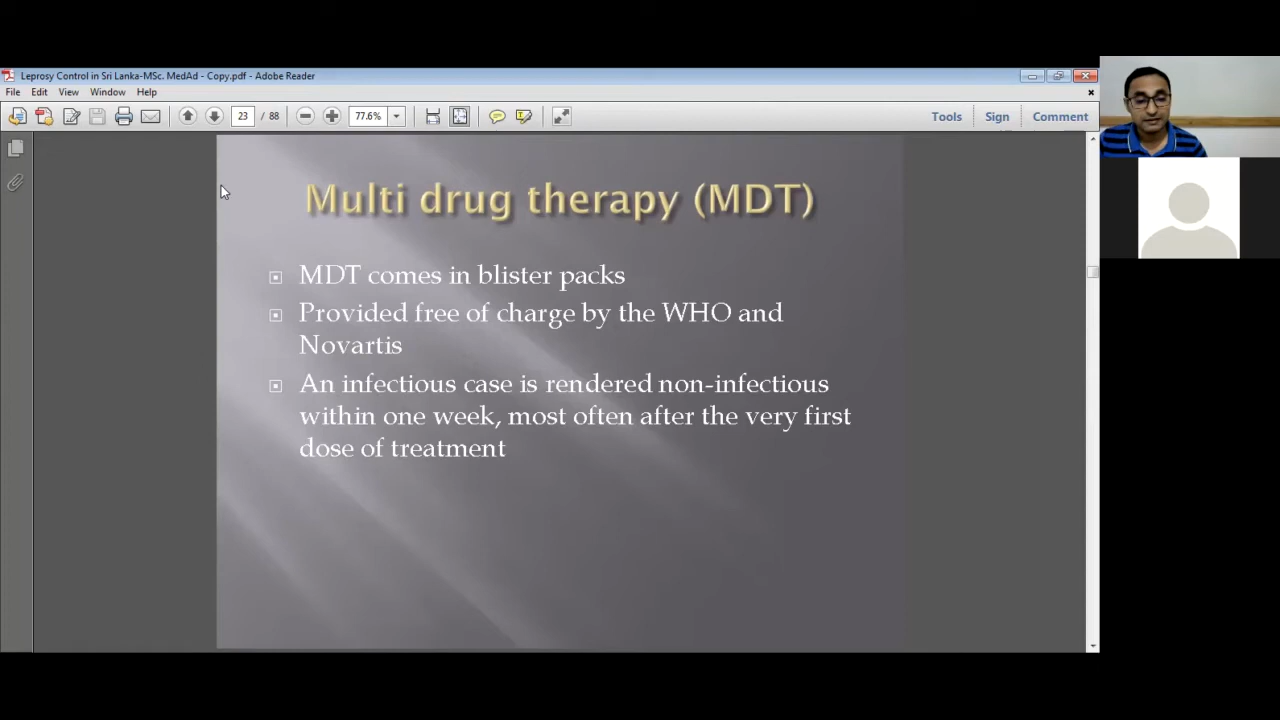 Leprosy Control in Sri Lanka-MSc. MedAd - Copy.pdf - Adobe Reader
File Edit View Window Help
23 / 88 77.6% Tools Sign Comment
Multi drug therapy (MDT)
MDT comes in blister packs
Provided free of charge by the WHO and
Novartis
An infectious case is rendered non-infectious
within one week, most often after the very first
dose of treatment